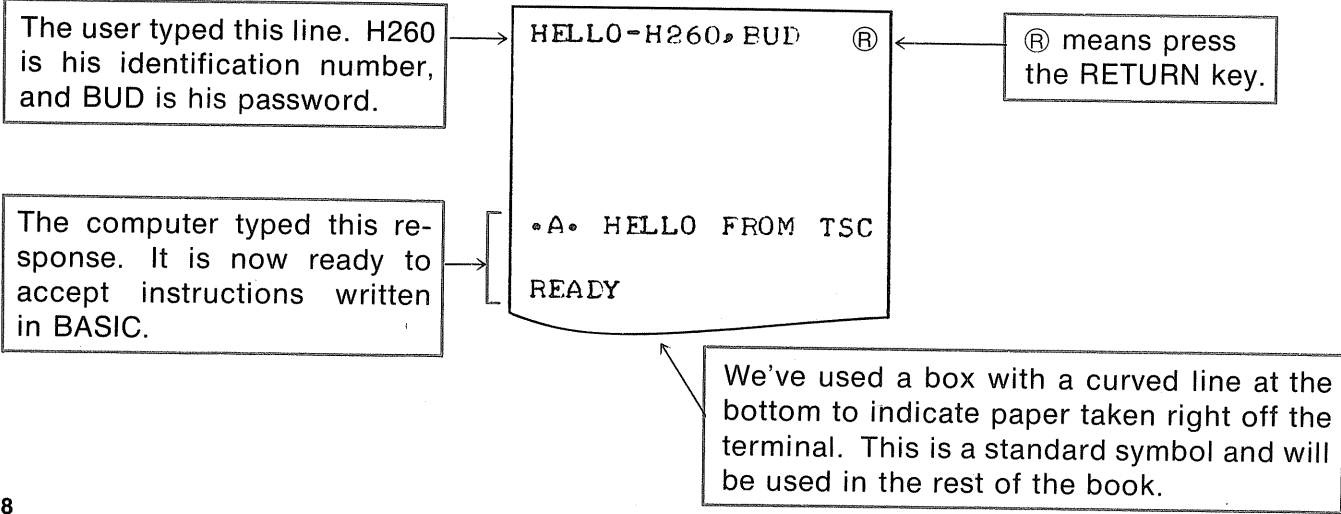 The user typed this line. H260
is his identification number,
and BUD is his password.
HELLO-H260,BUD Ⓡ
Ⓡ means press
the RETURN key.
The computer typed this re-
sponse. It is now ready to
accept instructions written
in BASIC.
•A• HELLO FROM TSC
READY
We've used a box with a curved line at the
bottom to indicate paper taken right off the
terminal. This is a standard symbol and will
be used in the rest of the book.
8